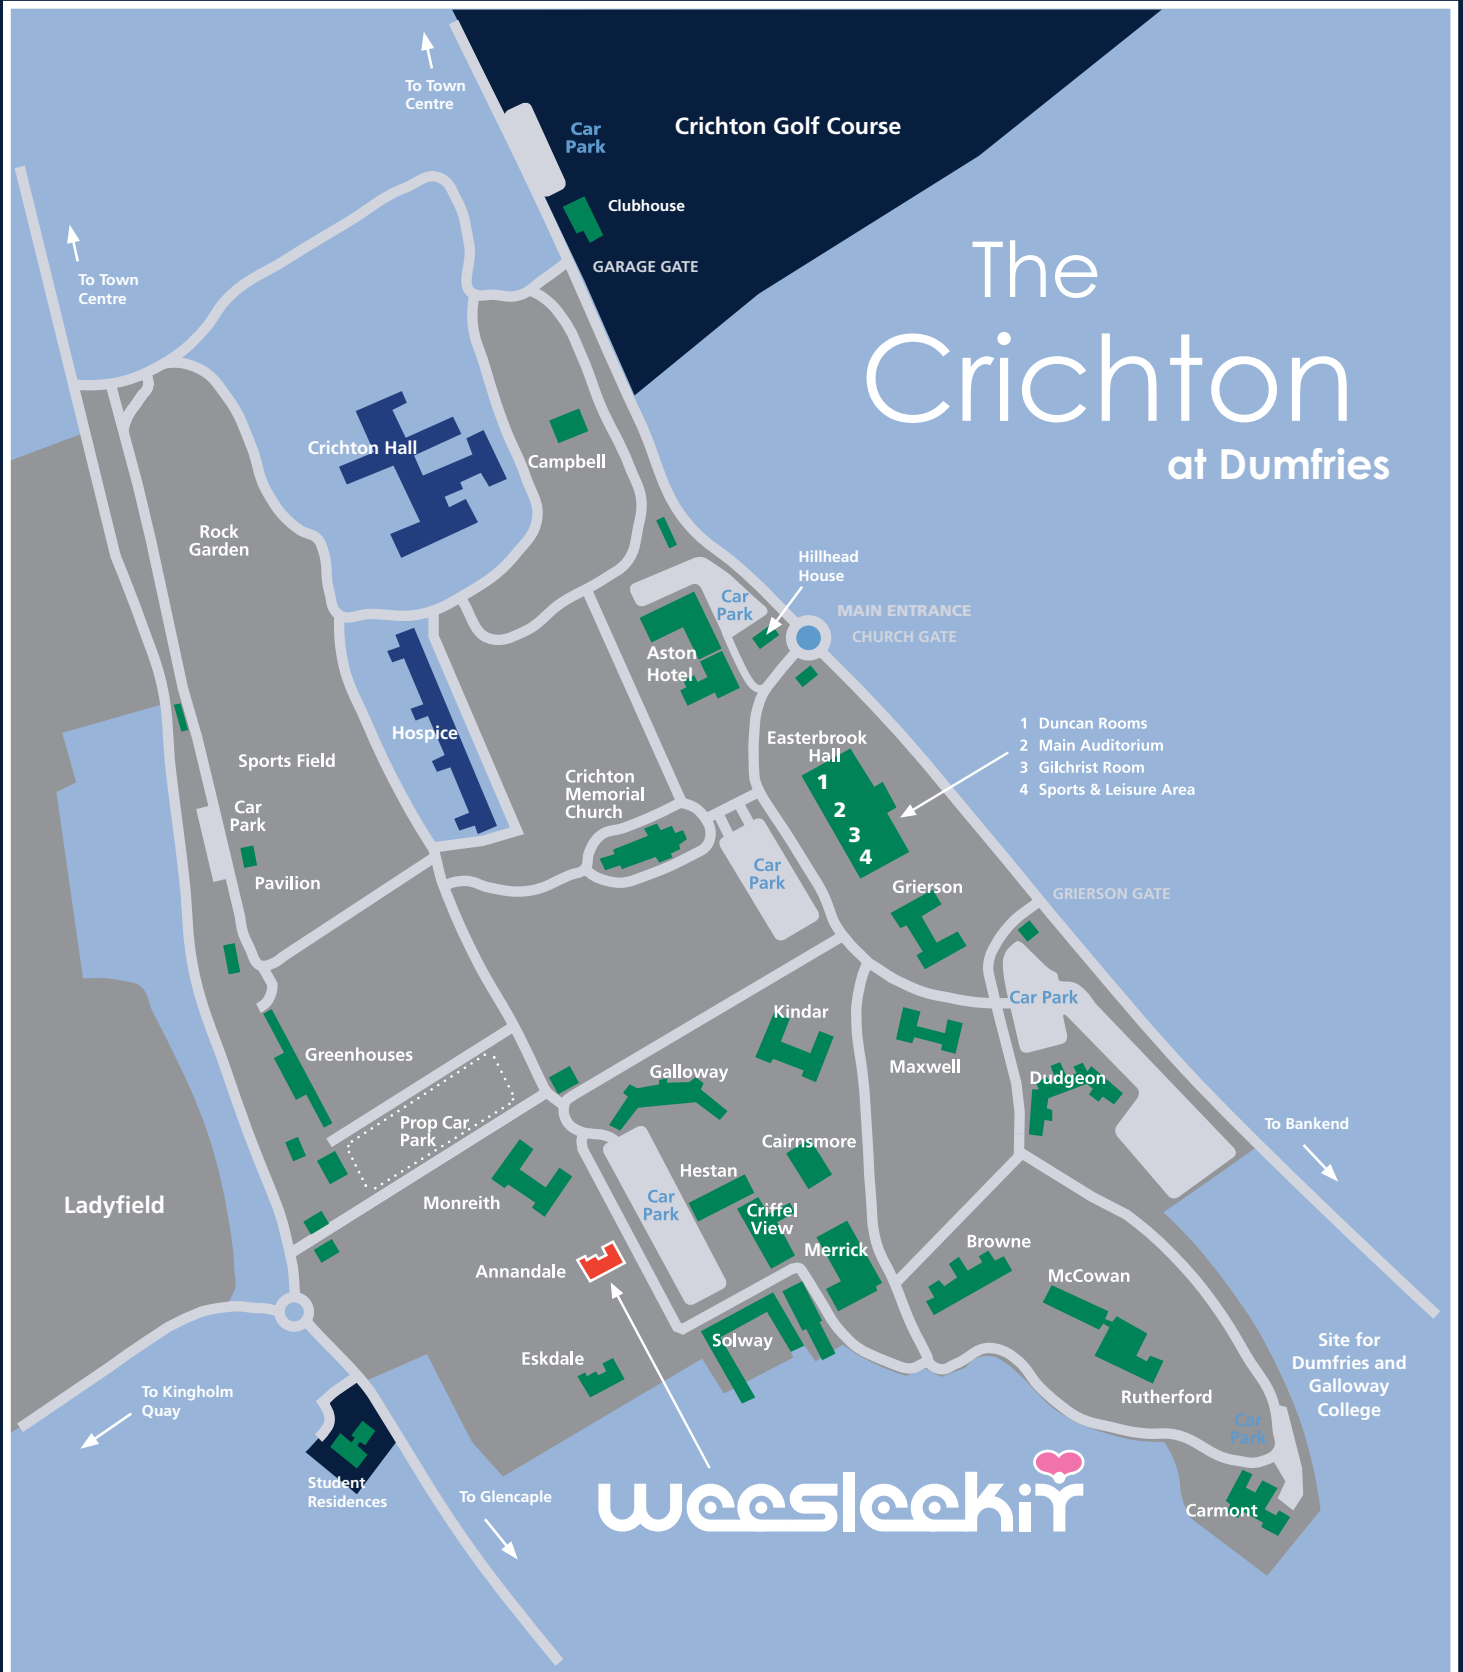 To Town
Centre
Car
Park
Crichton Golf Course
Clubhouse
GARAGE GATE
To Town
Centre
The
Crichton
at Dumfries
Crichton Hall
Campbell
Rock
Garden
Hillhead
House
Car
Park
MAIN ENTRANCE
CHURCH GATE
Aston
Hotel
Hospice
Sports Field
Easterbrook
Hall
1
2
3
4
1 Duncan Rooms
2 Main Auditorium
3 Gilchrist Room
4 Sports & Leisure Area
Crichton
Memorial
Church
Car
Park
Pavilion
Car
Park
Grierson
GRIERSON GATE
Car Park
Kindar
Maxwell
Greenhouses
Galloway
Dudgeon
Prop Car
Park
Cairnsmore
To Bankend
Hestan
Monreith
Car
Park
Criffel
View
Ladyfield
Merrick
Browne
Annandale
McCowan
Solway
Eskdale
Rutherford
Site for
Dumfries and
Galloway
College
To Kingholm
Quay
Car
Park
Student
Residences
To Glencaple
weesleekit
Carmont